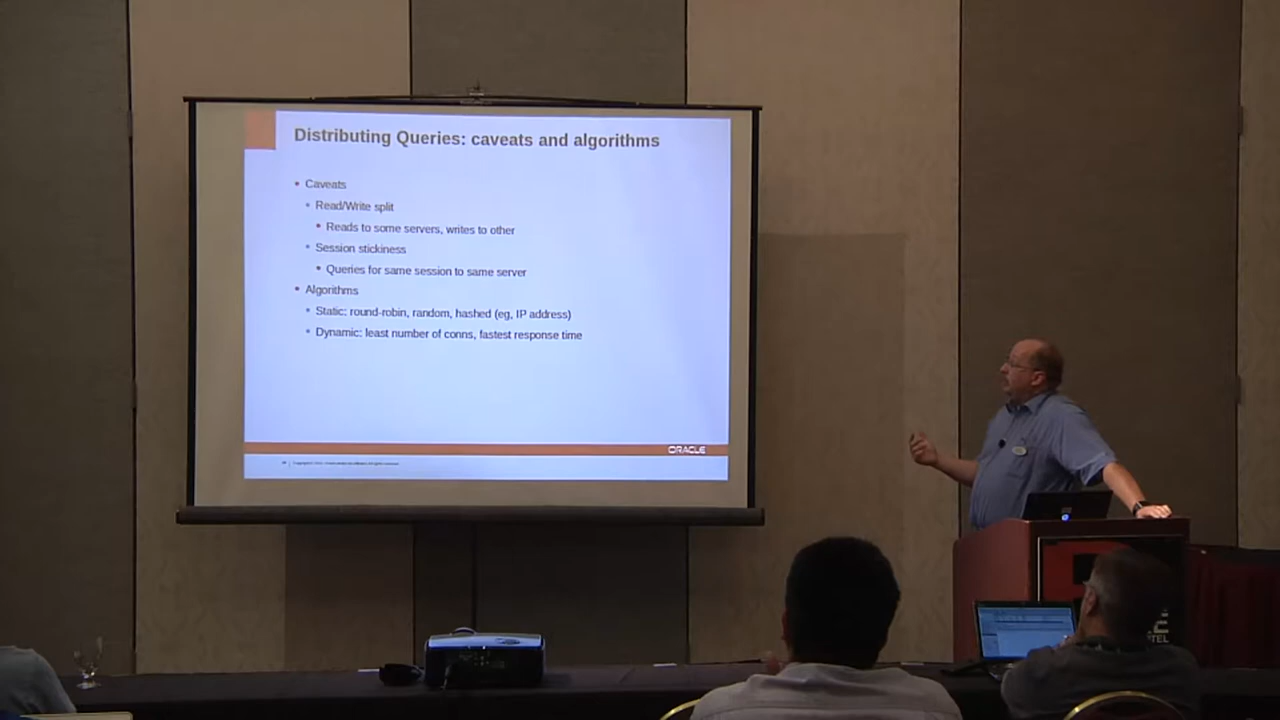 Distributing Queries: caveats and algorithms
Caveats
Read/Write split
Reads to some servers, writes to other
Session stickiness
Queries for same session to same server
Algorithms
Static: round-robin, random, hashed (eg, IP address)
Dynamic: least number of conns, fastest response time
ORACLE